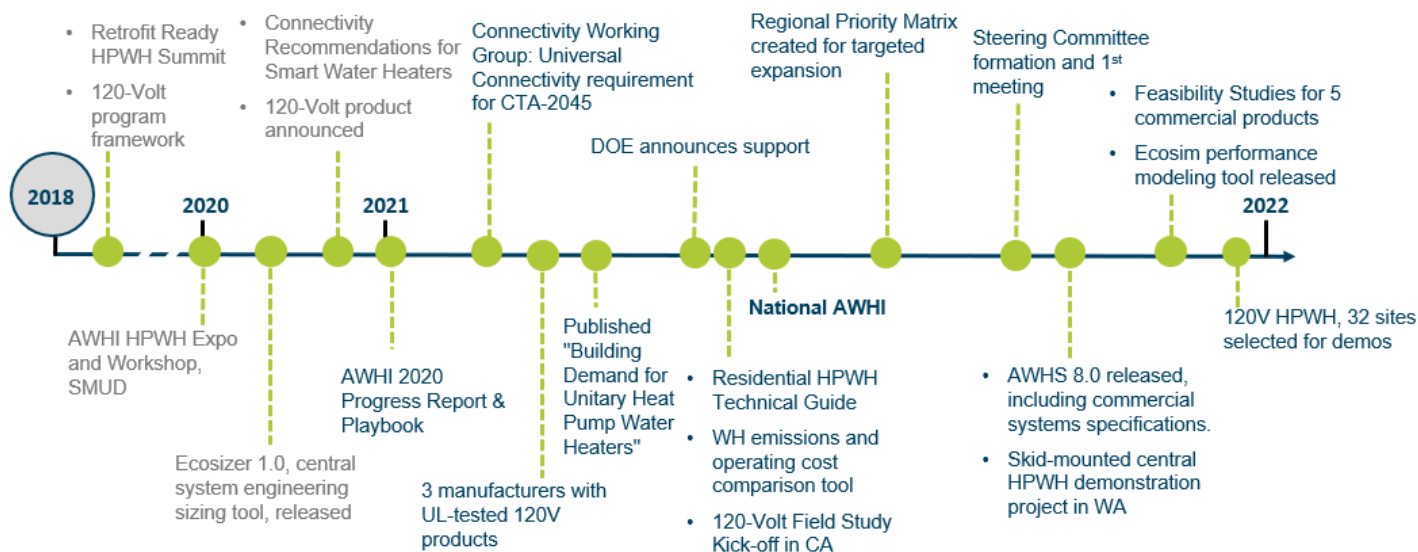 • Retrofit Ready
HPWH Summit
• 120-Volt
program
framework
• Connectivity
Recommendations for
Smart Water Heaters
• 120-Volt product
announced
Connectivity Working
Group: Universal
Connectivity requirement
for CTA-2045
DOE announces support
Regional Priority Matrix
created for targeted
expansion
Steering Committee
formation and 1st
meeting
• Feasibility Studies for 5
commercial products
• Ecosim performance
modeling tool released
2018
2020
2021
2022
AWHI HPWH Expo
and Workshop,
SMUD
Ecosizer 1.0, central
system engineering
sizing tool, released
AWHI 2020
Progress Report &
Playbook
3 manufacturers with
UL-tested 120V
products
Published
"Building
Demand for
Unitary Heat
Pump Water
Heaters"
• Residential HPWH
Technical Guide
• WH emissions and
operating cost
comparison tool
• 120-Volt Field Study
Kick-off in CA
National AWHI
• AWHS 8.0 released,
including commercial
systems specifications.
• Skid-mounted central
HPWH demonstration
project in WA
120V HPWH, 32 sites
selected for demos